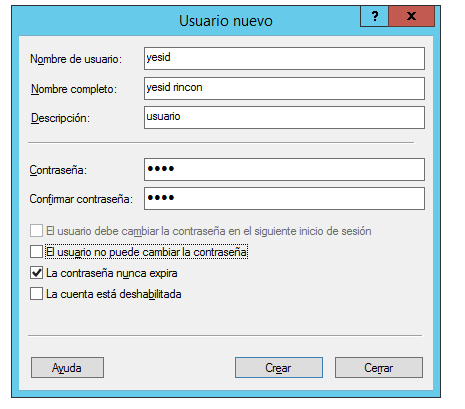 Usuario nuevo
?
x
Nombre de usuario: yesid
Nombre completo: yesid rincon
Descripción: usuario
Contraseña: ••••
Confirmar contraseña: ••••
El usuario debe cambiar la contraseña en el siguiente inicio de sesión
El usuario no puede cambiar la contraseña
La contraseña nunca expira
La cuenta está deshabilitada
Ayuda Crear Cerrar